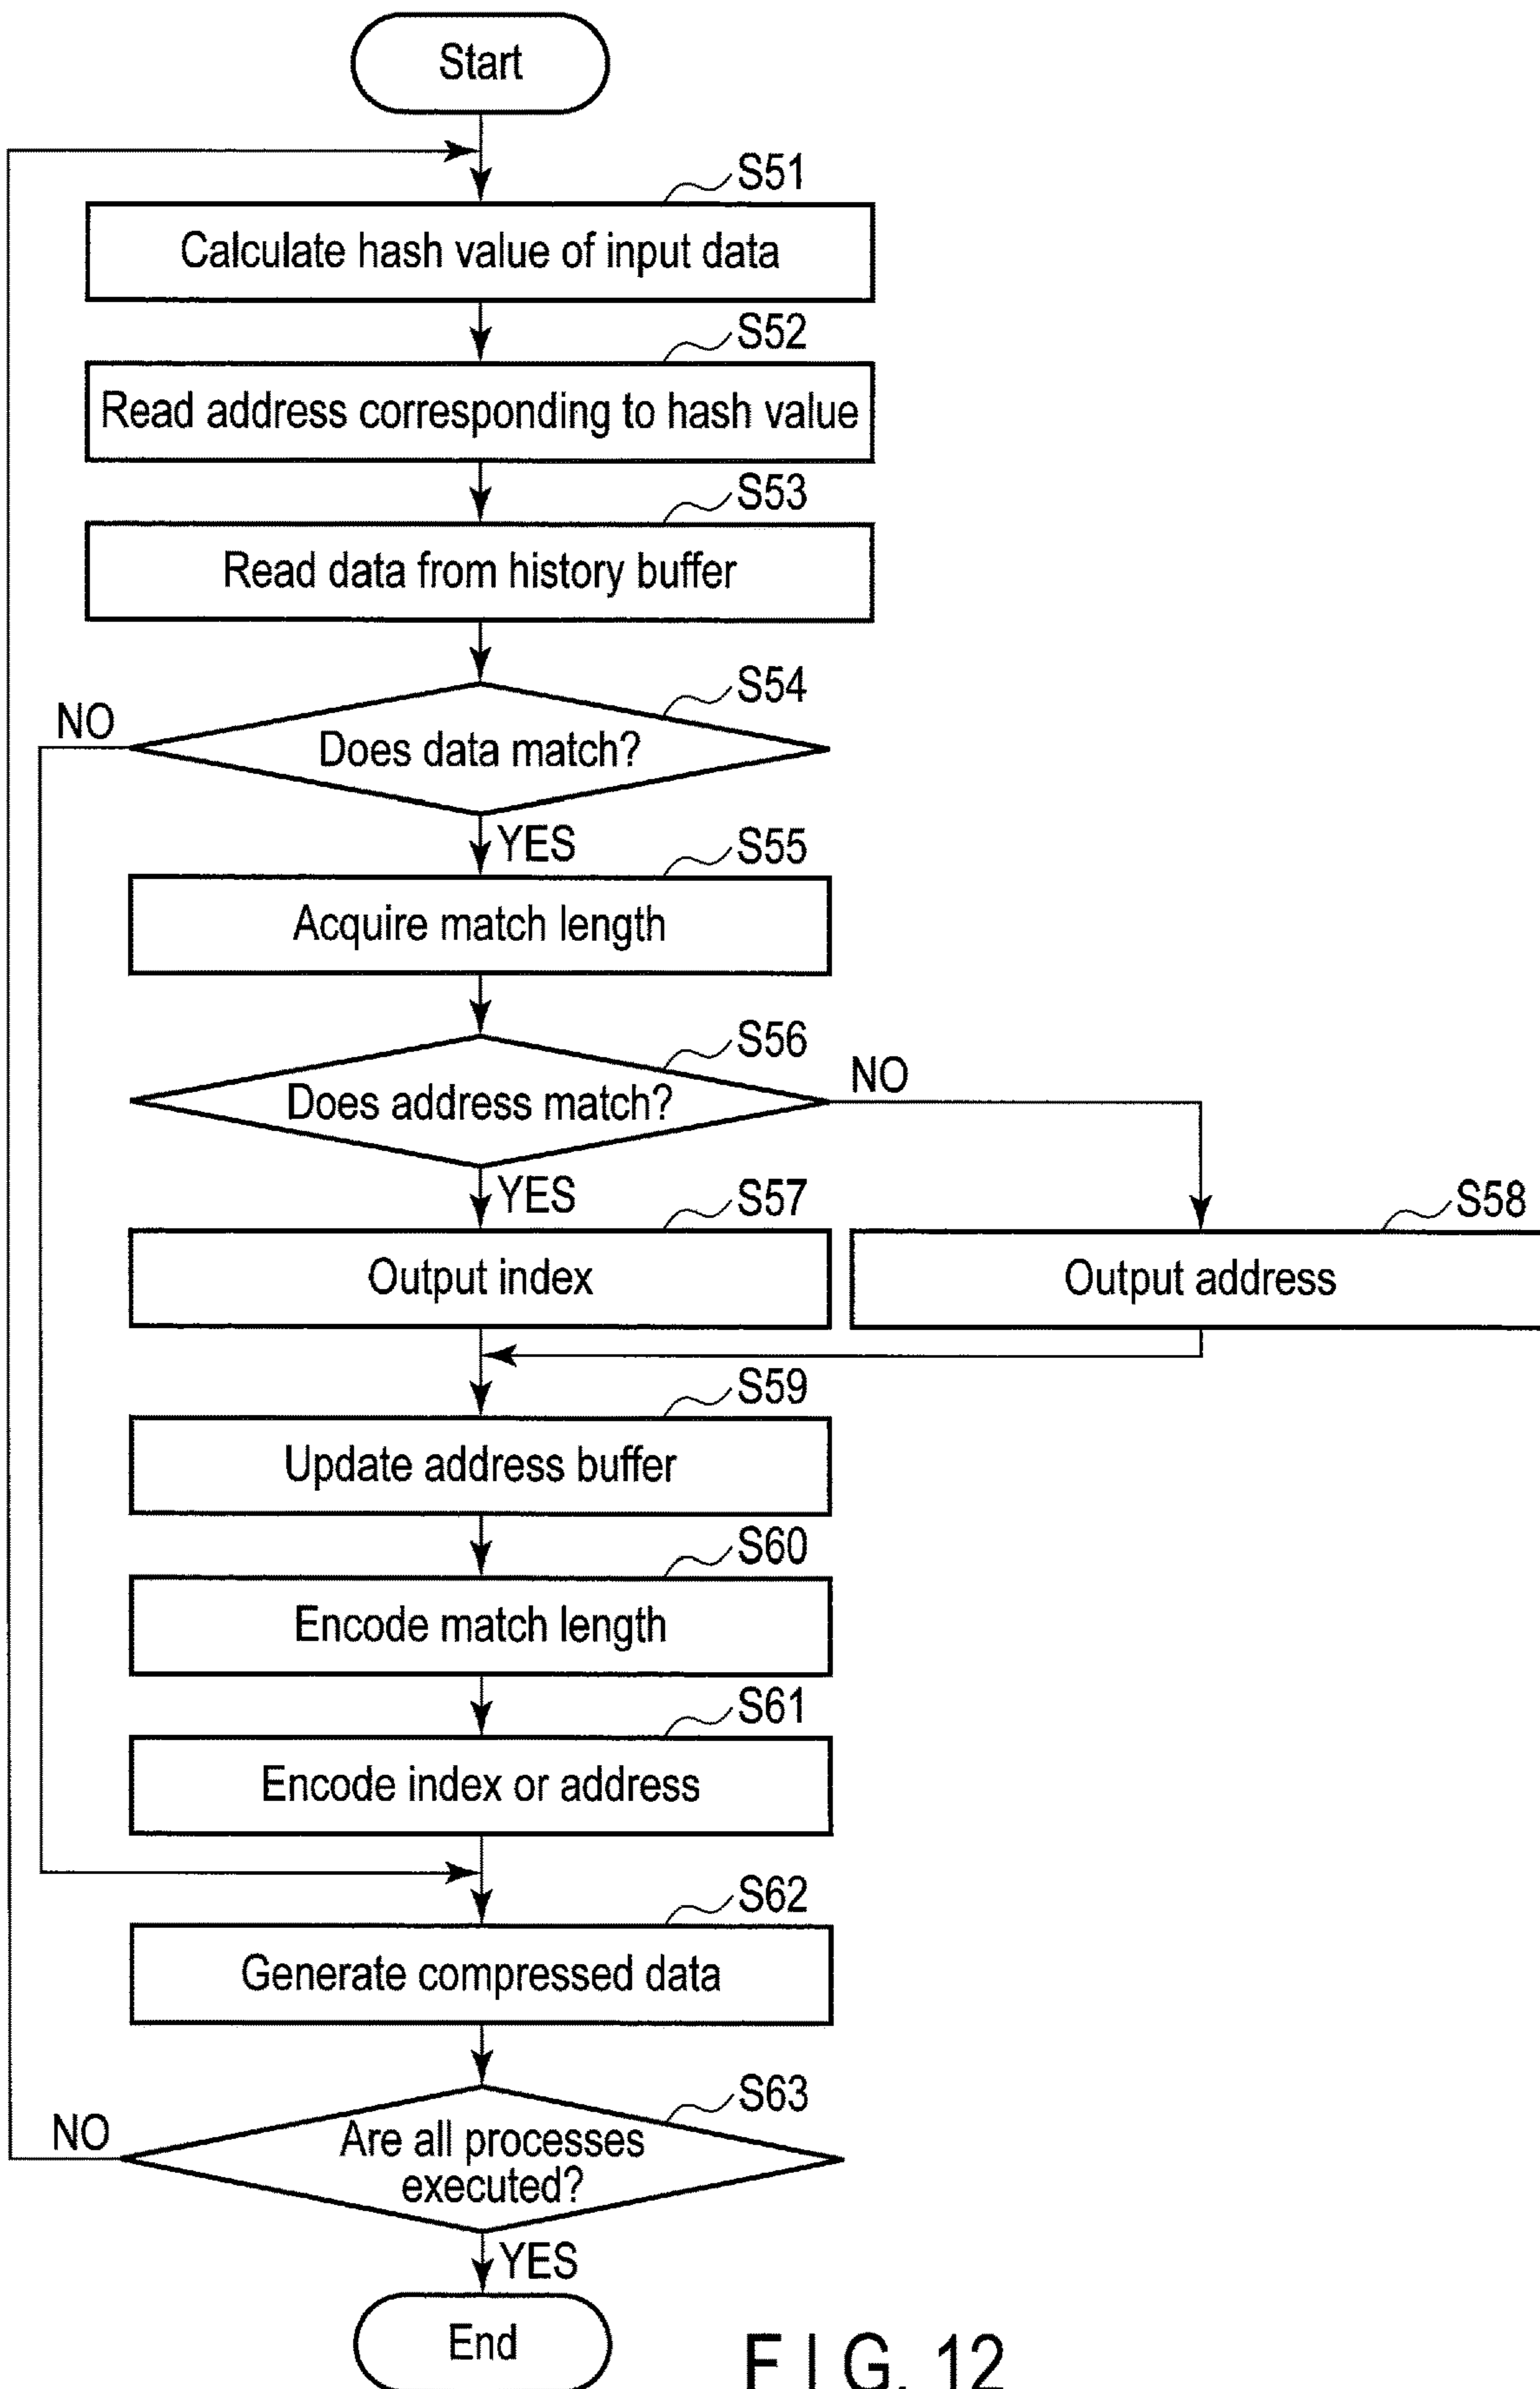 Start
S51
Calculate hash value of input data
S52
Read address corresponding to hash value
S53
Read data from history buffer
S54
NO
Does data match?
YES
S55
Acquire match length
S56
NO
Does address match?
YES
S57
S58
Output index
Output address
S59
Update address buffer
S60
Encode match length
S61
Encode index or address
S62
Generate compressed data
S63
NO
Are all processes
executed?
YES
End
FIG. 12